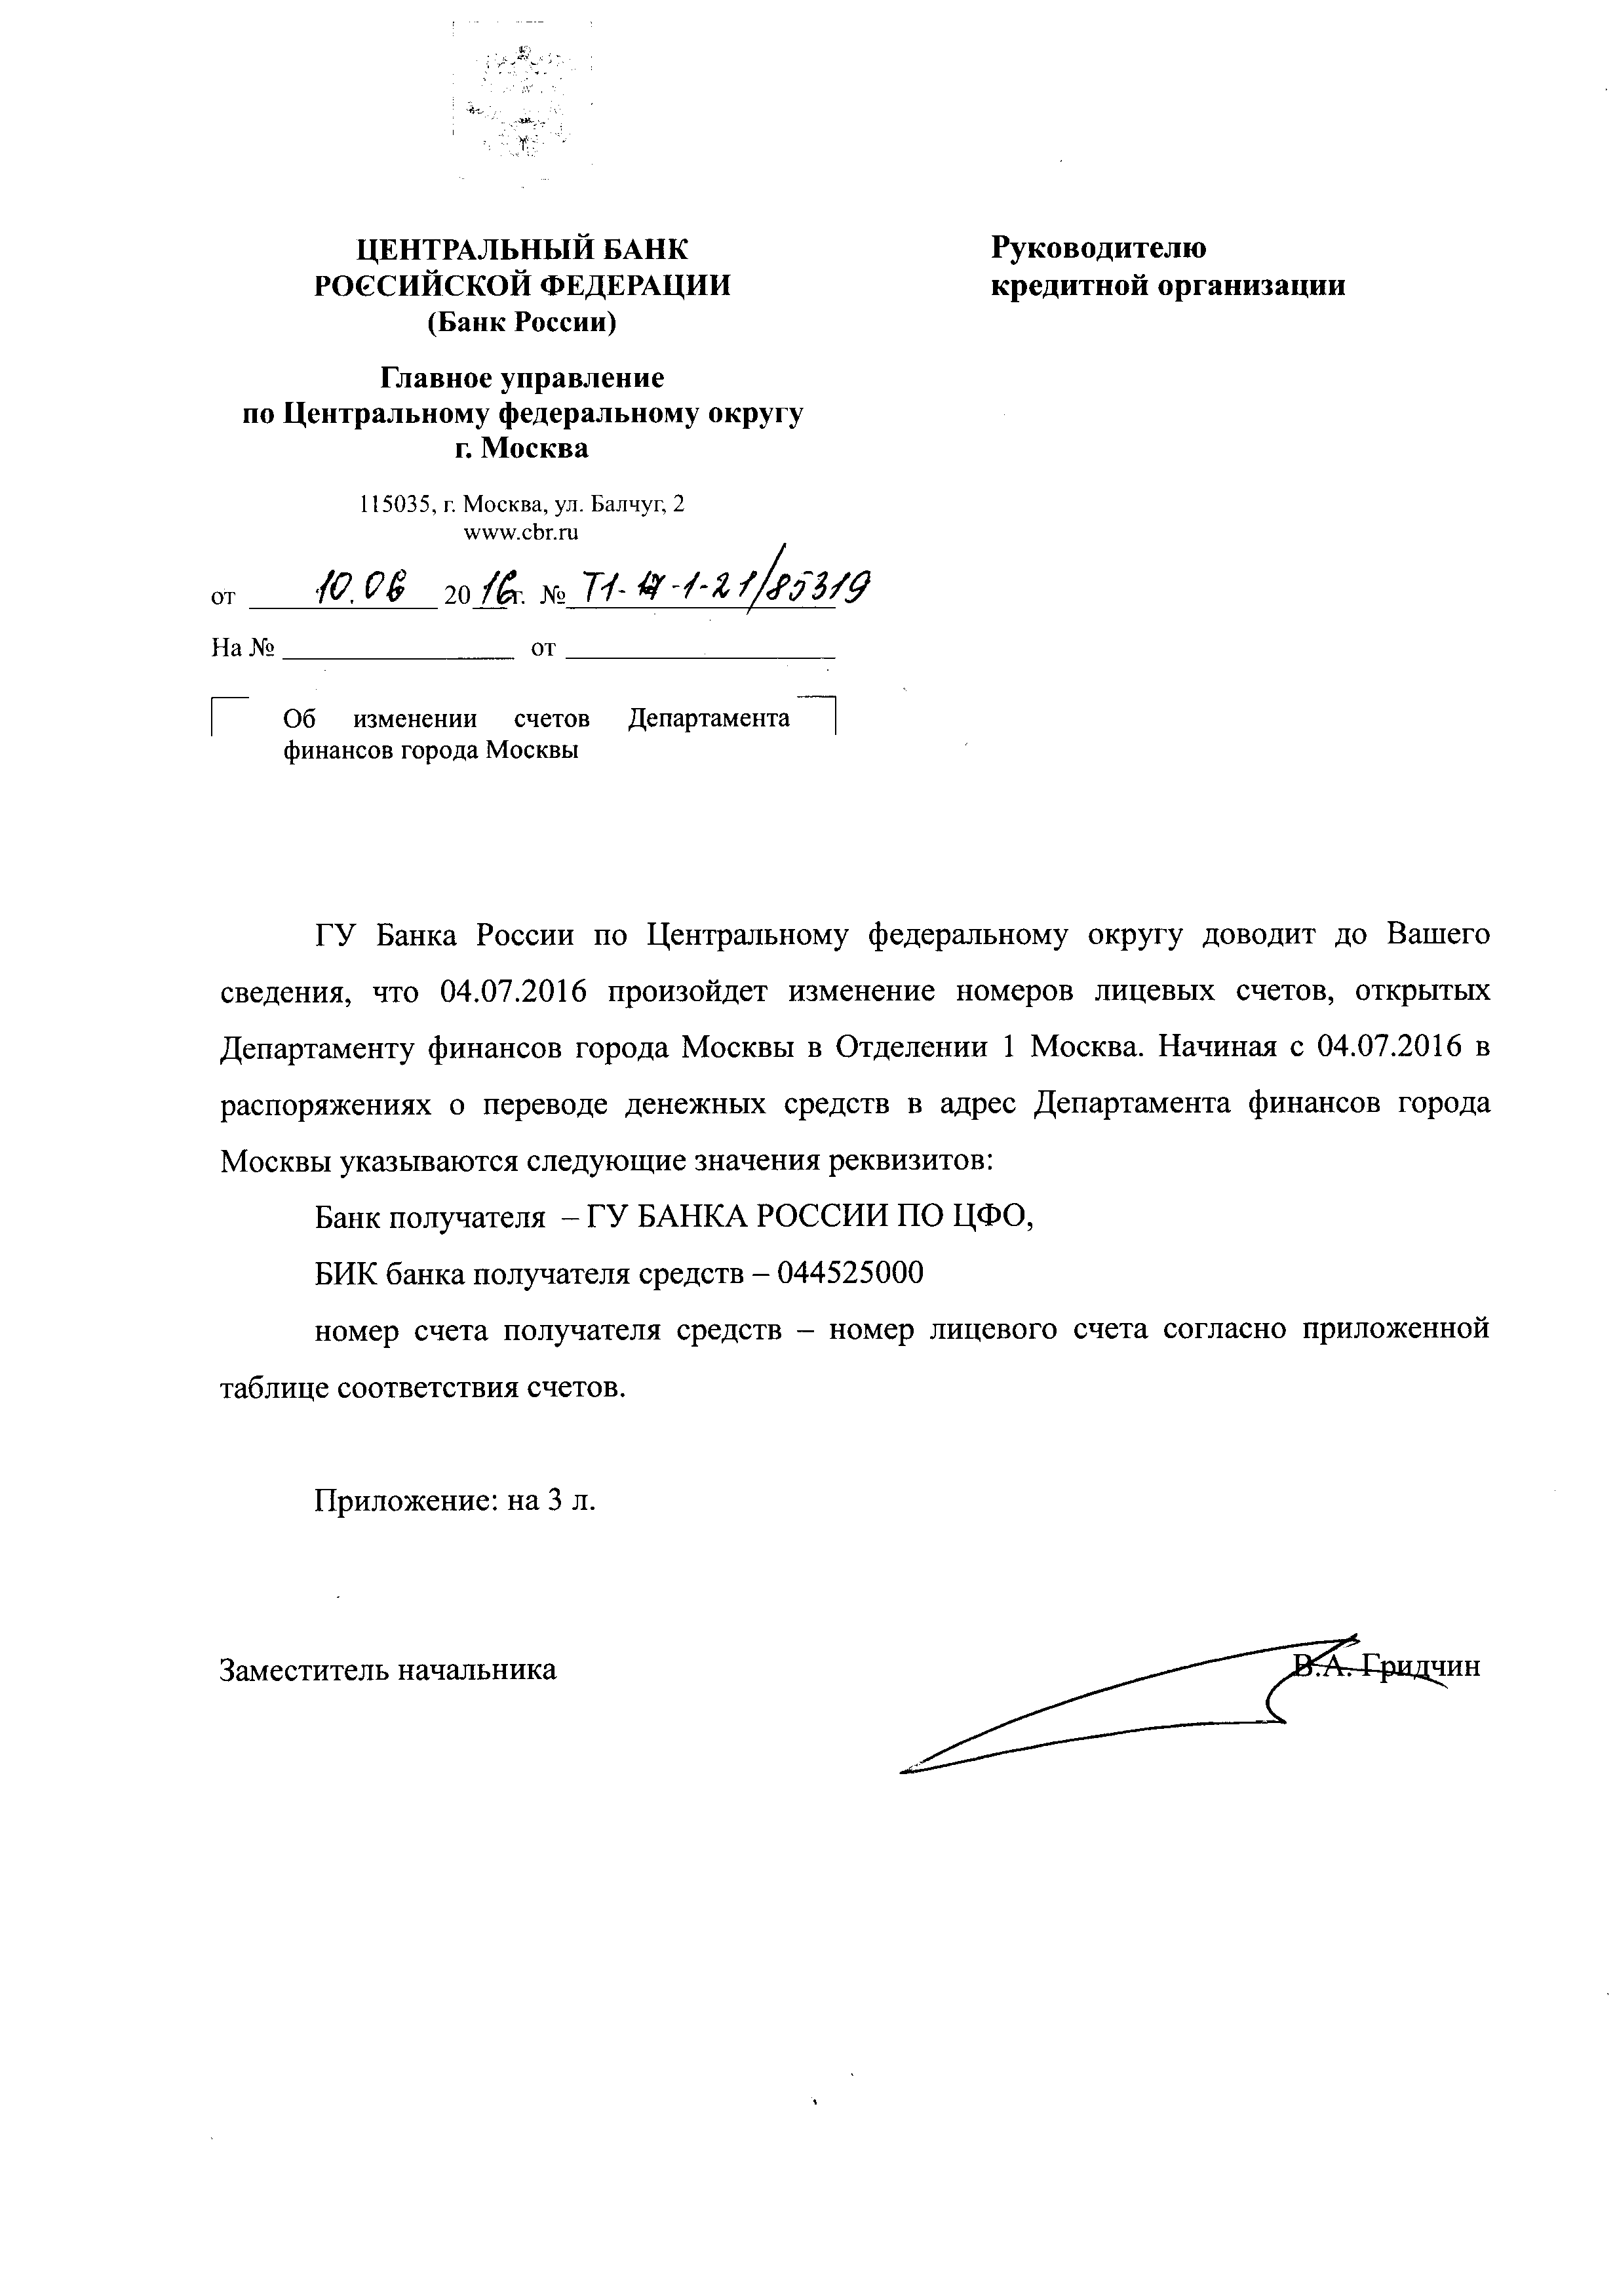 ЦЕНТРАЛЬНЫЙ БАНК
РОССИЙСКОЙ ФЕДЕРАЦИИ
(Банк России)
Главное управление
по Центральному федеральному округу
г. Москва
115035, г. Москва, ул. Балчуг, 2
www.cbr.ru
Руководителю
кредитной организации
от 10.06 2016г. № -1-21/85319
На № от
Об изменении счетов Департамента
финансов города Москвы
ГУ Банка России по Центральному федеральному округу доводит до Вашего
сведения, что 04.07.2016 произойдет изменение номеров лицевых счетов, открытых
Департаменту финансов города Москвы в Отделении 1 Москва. Начиная с 04.07.2016 в
распоряжениях о переводе денежных средств в адрес Департамента финансов города
Москвы указываются следующие значения реквизитов:
Банк получателя – ГУ БАНКА РОССИИ ПО ЦФО,
БИК банка получателя средств – 044525000
номер счета получателя средств – номер лицевого счета согласно приложенной
таблице соответствия счетов.
Приложение: на 3 л.
Заместитель начальника В.А. Гридчин